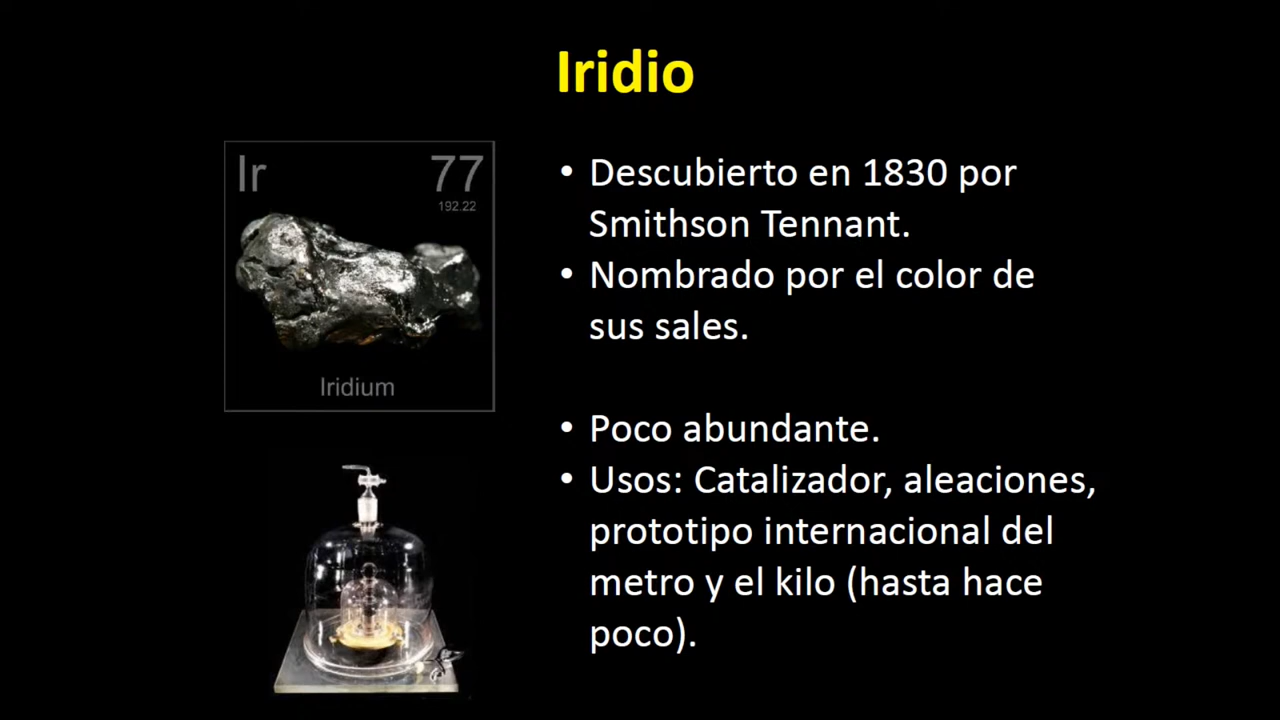 Iridio
Ir 77
192.22
Iridium
• Descubierto en 1830 por
Smithson Tennant.
• Nombrado por el color de
sus sales.
• Poco abundante.
• Usos: Catalizador, aleaciones,
prototipo internacional del
metro y el kilo (hasta hace
poco).